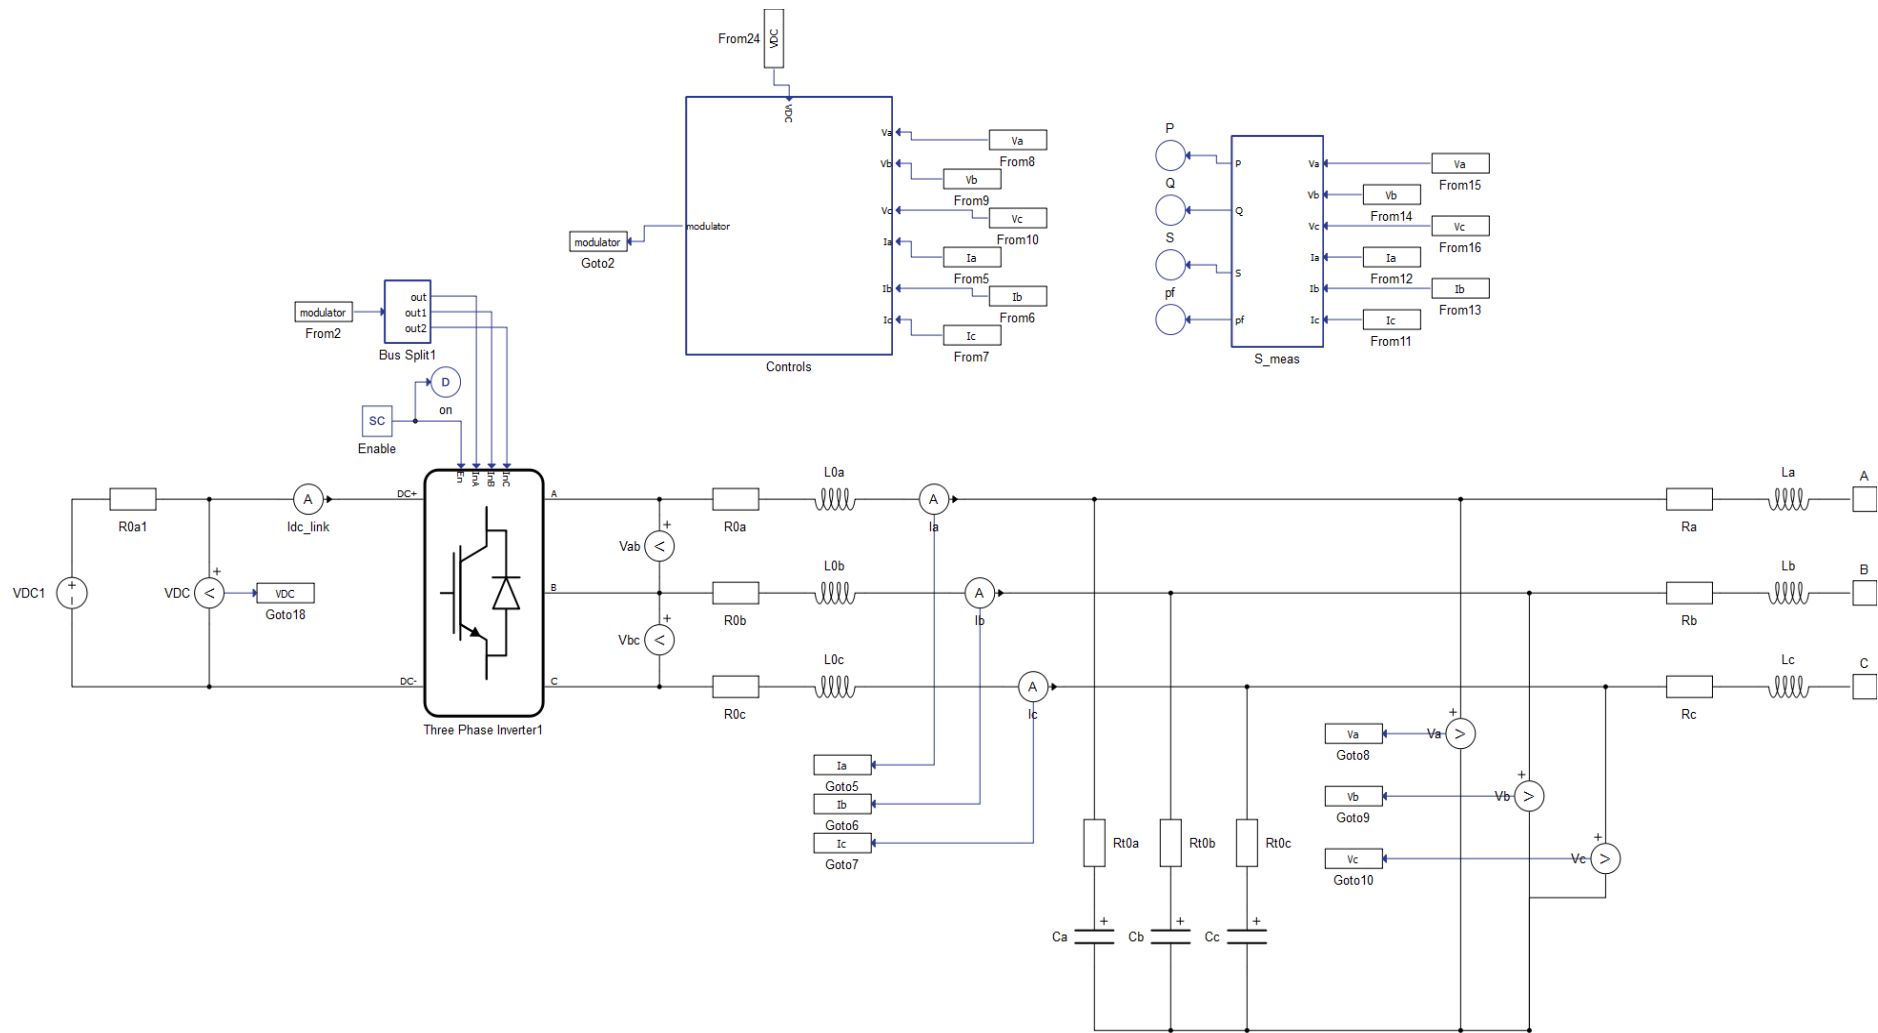 From24
VDC
VDC
Va
Va
From8
Vb
Vb
From9
Vc
Vc
From10
Ia
Ia
From5
Ib
Ib
From6
Ic
Ic
From7
modulator
modulator
Goto2
Controls
P
Q
S
pf
P
Q
S
pf
Va
Va
From15
Vb
Vb
From14
Vc
Vc
From16
Ia
Ia
From12
Ib
Ib
From13
Ic
Ic
From11
S_meas
modulator
From2
out
out1
out2
Bus Split1
D
on
SC
Enable
En
InA
InB
InC
DC+
DC-
A
B
C
Three Phase Inverter1
VDC1
+
-
R0a1
A
Idc_link
VDC
+
<
VDC
Goto18
Vab
+
<
Vbc
+
<
R0a
L0a
A
Ia
R0b
L0b
A
Ib
R0c
L0c
A
Ic
Ia
Goto5
Ib
Goto6
Ic
Goto7
Rt0a
Rt0b
Rt0c
Ca
+
Cb
+
Cc
+
Va
Goto8
Va
+
>
Vb
Goto9
Vb
+
>
Vc
Goto10
Vc
+
>
Ra
La
A
Rb
Lb
B
Rc
Lc
C